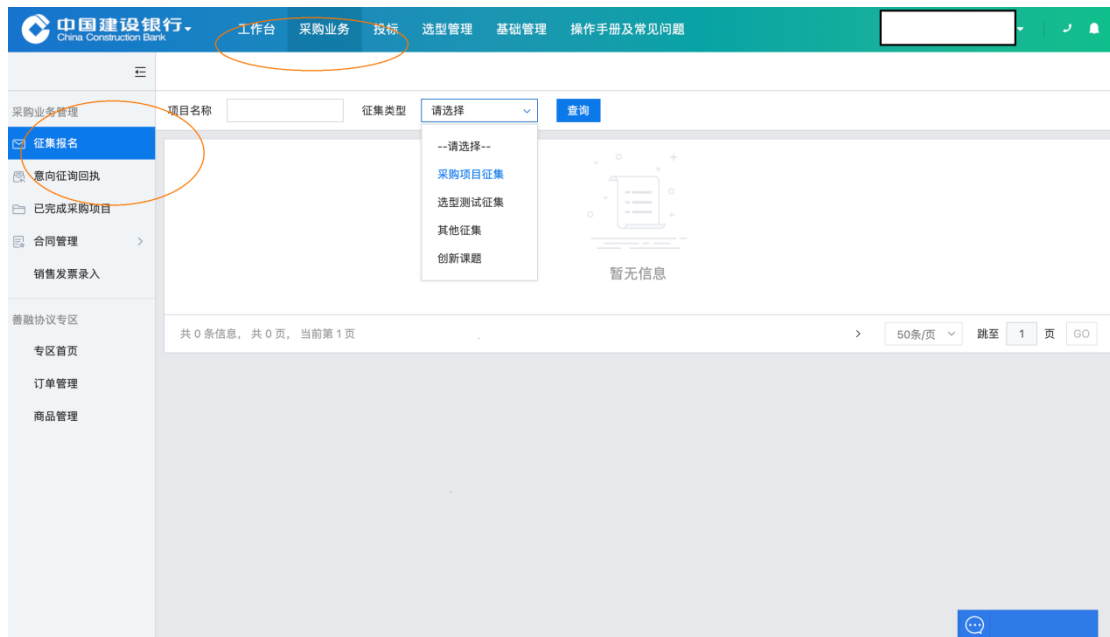 中国建设银行
China Construction Bank
工作台 采购业务 投标 选型管理 基础管理 操作手册及常见问题
采购业务管理
征集报名
意向征询回执
已完成采购项目
合同管理
销售发票录入
善融协议专区
专区首页
订单管理
商品管理
项目名称 征集类型 请选择 查询
--请选择--
采购项目征集
选型测试征集
其他征集
创新课题
暂无信息
共 0 条信息， 共 0 页， 当前第 1 页 > 50条/页 跳至 1 页 GO